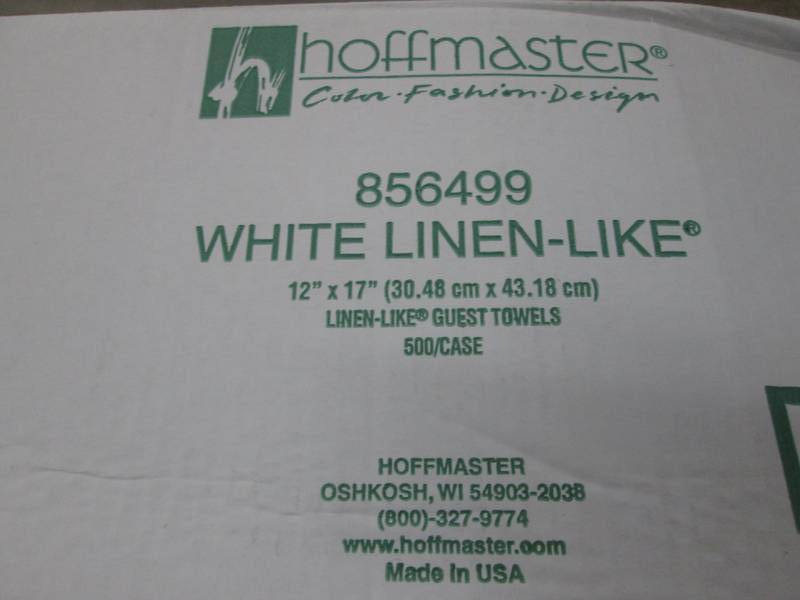 hoffmaster®
Color·Fashion·Design
856499
WHITE LINEN-LIKE®
12" x 17" (30.48 cm x 43.18 cm)
LINEN-LIKE® GUEST TOWELS
500/CASE
HOFFMASTER
OSHKOSH, WI 54903-2038
(800)-327-9774
www.hoffmaster.com
Made In USA